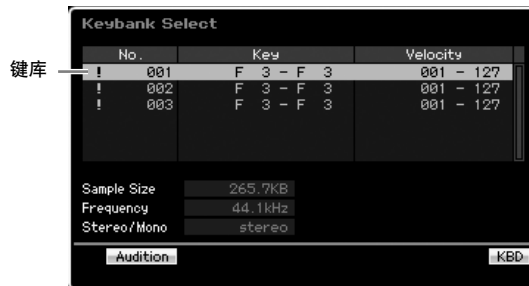 Keybank Select
No. Key Velocity
键库
! 001 F 3 - F 3 001 - 127
! 002 F 3 - F 3 001 - 127
! 003 F 3 - F 3 001 - 127
Sample Size 265.7KB
Frequency 44.1kHz
Stereo/Mono stereo
Audition KBD